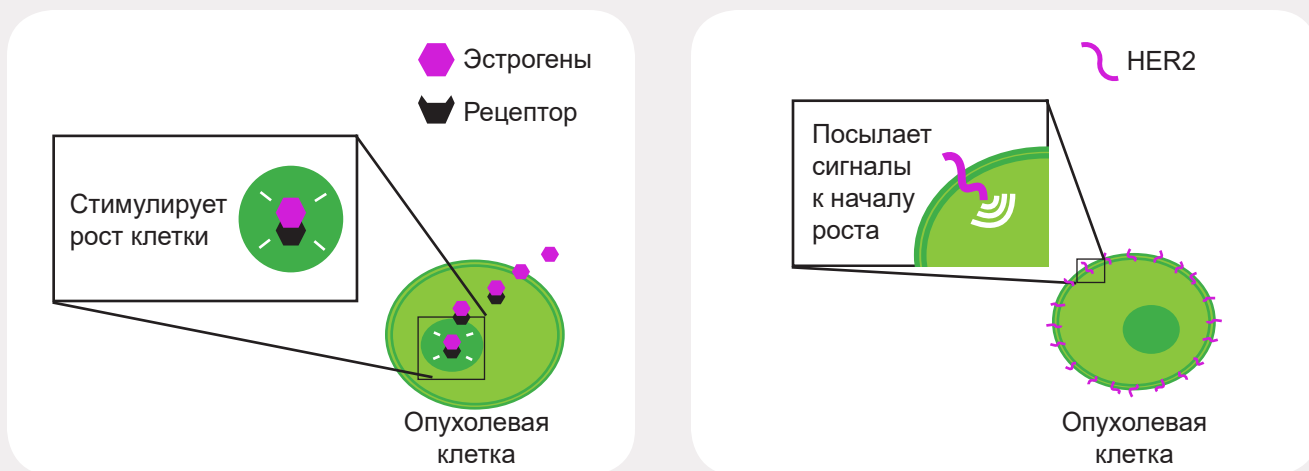 Эстрогены
Рецептор
Стимулирует
рост клетки
Опухолевая
клетка
HER2
Посылает
сигналы
к началу
роста
Опухолевая
клетка